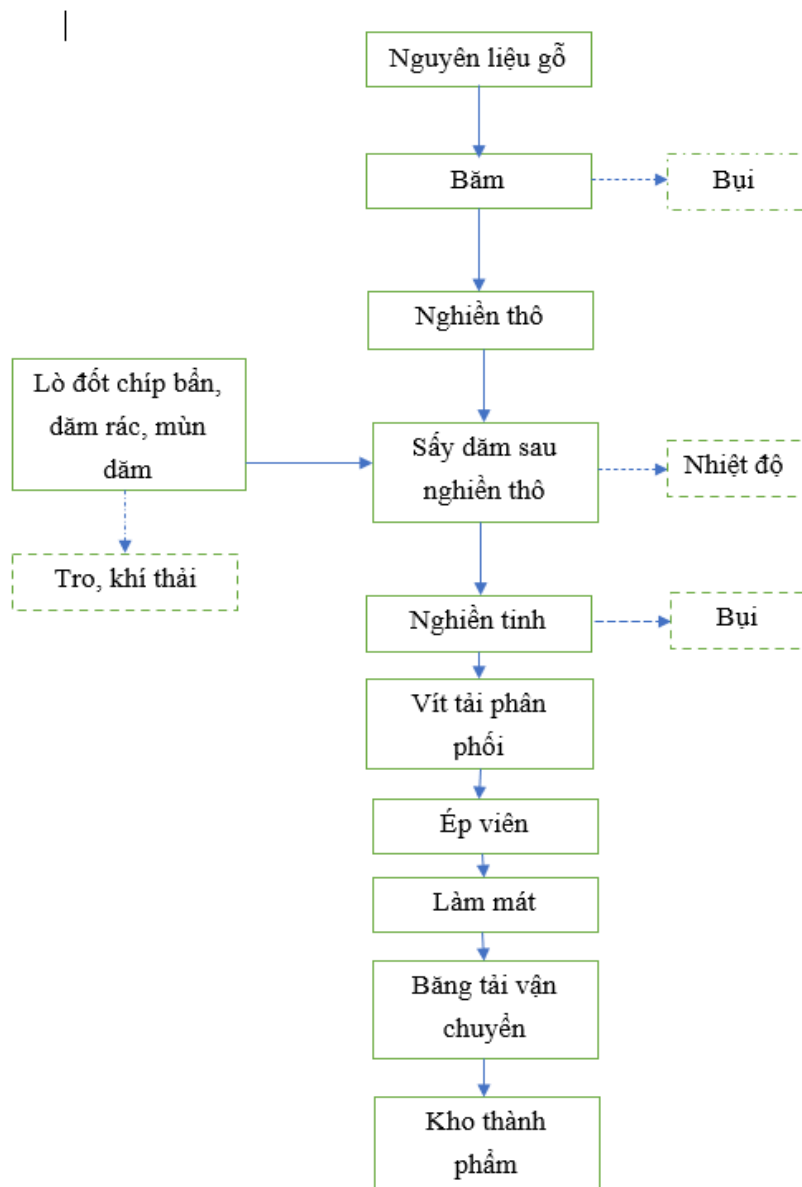 Nguyên liệu gỗ
Băm
Bụi
Nghiền thô
Lò đốt chíp bẩn,
dăm rác, mùn
dăm
Sấy dăm sau
nghiền thô
Nhiệt độ
Tro, khí thải
Nghiền tinh
Bụi
Vít tải phân
phối
Ép viên
Làm mát
Băng tải vận
chuyển
Kho thành
phẩm